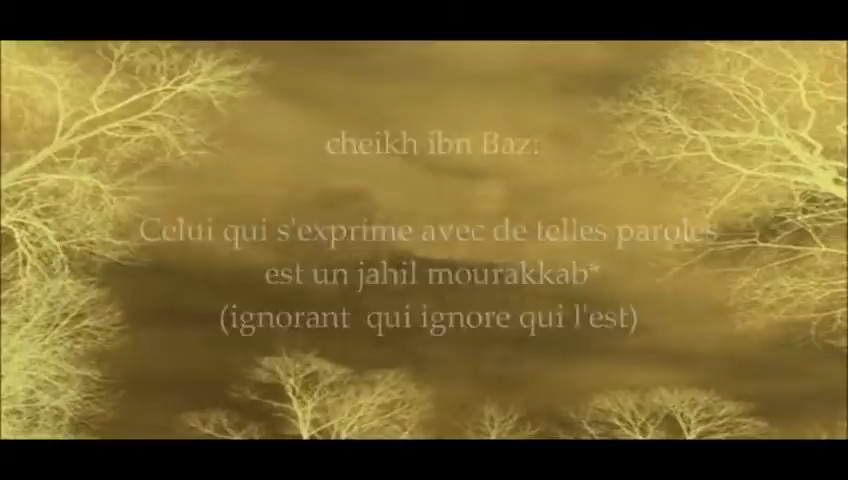 cheikh ibn Baz:
Celui qui s'exprime avec de telles paroles
est un jahil mourakkab*
(ignorant qui ignore qui l'est)